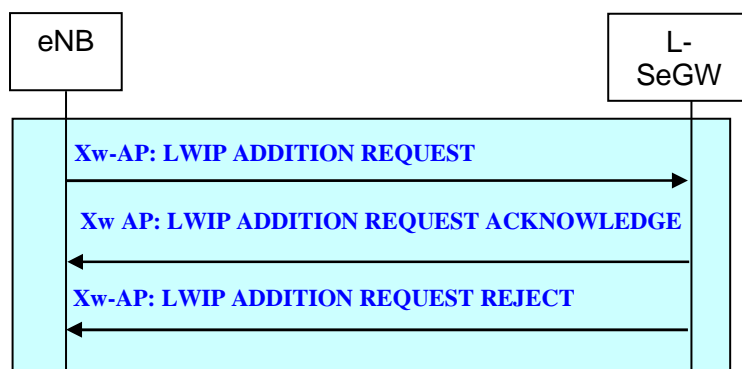 eNB
L-
SeGW
Xw-AP: LWIP ADDITION REQUEST
Xw AP: LWIP ADDITION REQUEST ACKNOWLEDGE
Xw-AP: LWIP ADDITION REQUEST REJECT